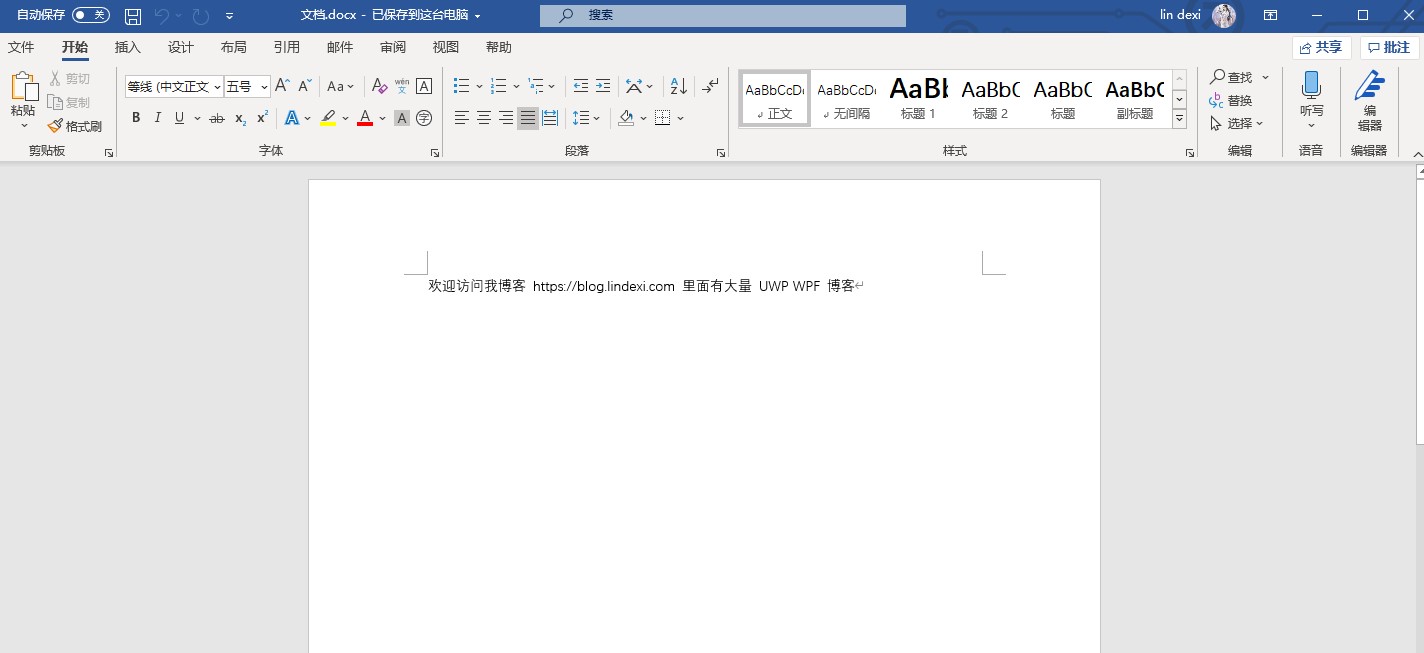 自动保存 关 文档.docx - 已保存到这台电脑 搜索 lin dexi
文件 开始 插入 设计 布局 引用 邮件 审阅 视图 帮助 共享 批注
粘贴 剪切 复制 格式刷
剪贴板
等线 (中文正文 五号 A A Aa A wén 文 A
B I U ab x₂ x² A A A 字
字体
段落
AaBbCcDı AaBbCcDı AaBb AaBbC AaBbC AaBbC
正文 无间隔 标题 1 标题 2 标题 副标题
样式
查找
替换
选择
编辑
听写
语音
编
辑器
编辑器
欢迎访问我博客 https://blog.lindexi.com 里面有大量 UWP WPF 博客